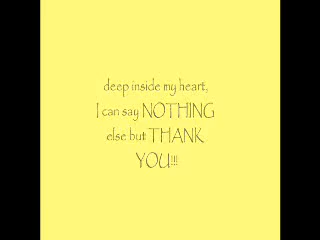 deep inside my heart,
I can say NOTHING
else but THANK
YOU!!!